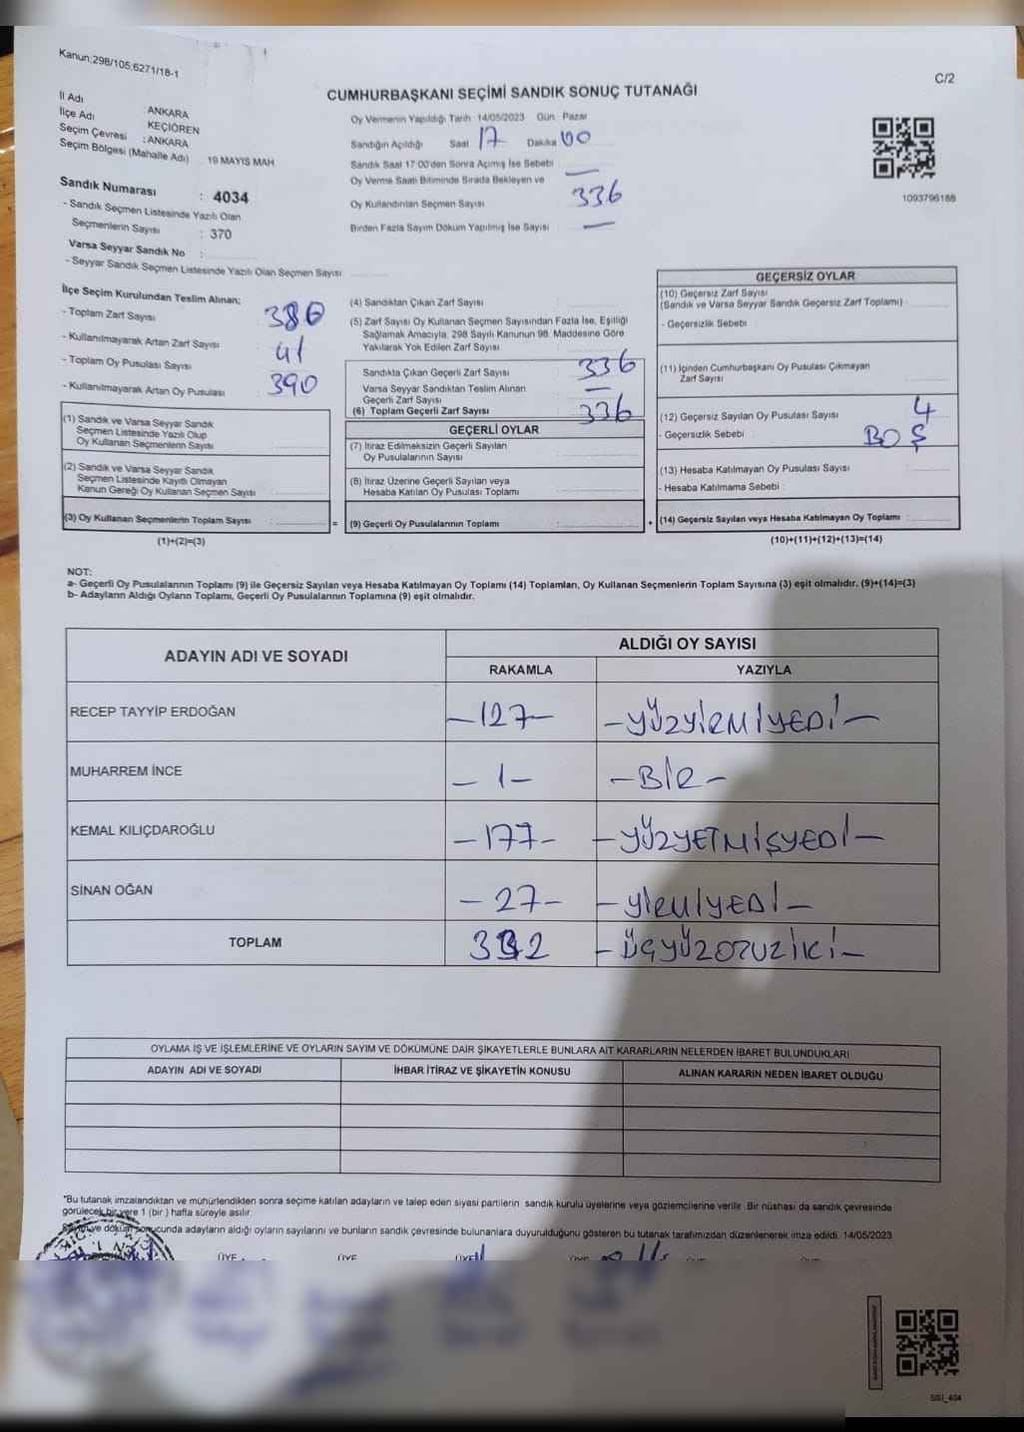 Kanun;298/105;6271/18-1
C/2
CUMHURBAŞKANI SEÇİMİ SANDIK SONUÇ TUTANAĞI
İl Adı ANKARA
İlçe Adı KEÇİÖREN
Seçim Çevresi : ANKARA
Seçim Bölgesi (Mahalle Adı) 19 MAYIS MAH
Sandık Numarası : 4034
- Sandık Seçmen Listesinde Yazılı Olan
Seçmenlerin Sayısı : 370
Varsa Seyyar Sandık No :
- Seyyar Sandık Seçmen Listesinde Yazılı Olan Seçmen Sayısı
Oy Vermenin Yapıldığı Tarih 14/05/2023 Gün Pazar
Sandığın Açıldığı Saat 17 Dakika 00
Sandık Saat 17:00'den Sonra Açımış İse Sebebi —
Oy Verme Saati Bitiminde Sırada Bekleyen ve
Oy Kullandırılan Seçmen Sayısı 336
Birden Fazla Sayım Döküm Yapılmış İse Sayısı —
1093796188
İlçe Seçim Kurulundan Teslim Alınan;
- Toplam Zarf Sayısı 380
- Kullanılmayarak Artan Zarf Sayısı 41
- Toplam Oy Pusulası Sayısı
- Kullanılmayarak Artan Oy Pusulası 390
(1) Sandık ve Varsa Seyyar Sandık
Seçmen Listesinde Yazılı Olup
Oy Kullanan Seçmenlerin Sayısı
(2) Sandık ve Varsa Seyyar Sandık
Seçmen Listesinde Kayıtlı Olmayan
Kanun Gereği Oy Kullanan Seçmen Sayısı
(3) Oy Kullanan Seçmenlerin Toplam Sayısı :
(1)+(2)=(3)
(4) Sandıktan Çıkan Zarf Sayısı
(5) Zarf Sayısı Oy Kullanan Seçmen Sayısından Fazla İse, Eşitliği
Sağlamak Amacıyla, 298 Sayılı Kanunun 98. Maddesine Göre
Yakılarak Yok Edilen Zarf Sayısı
Sandıkta Çıkan Geçerli Zarf Sayısı 336
Varsa Seyyar Sandıktan Teslim Alınan
Geçerli Zarf Sayısı —
(6) Toplam Geçerli Zarf Sayısı 336
GEÇERLİ OYLAR
(7) İtiraz Edilmeksizin Geçerli Sayılan
Oy Pusulalarının Sayısı
(8) İtiraz Üzerine Geçerli Sayılan veya
Hesaba Katılan Oy Pusulası Toplamı
= (9) Geçerli Oy Pusulalarının Toplamı :
GEÇERSİZ OYLAR
(10) Geçersiz Zarf Sayısı
(Sandık ve Varsa Seyyar Sandık Geçersiz Zarf Toplamı)
- Geçersizlik Sebebi
(11) İçinden Cumhurbaşkanı Oy Pusulası Çıkmayan
Zarf Sayısı
(12) Geçersiz Sayılan Oy Pusulası Sayısı 4
- Geçersizlik Sebebi BOŞ
(13) Hesaba Katılmayan Oy Pusulası Sayısı
- Hesaba Katılmama Sebebi
+ (14) Geçersiz Sayılan veya Hesaba Katılmayan Oy Toplamı :
(10)+(11)+(12)+(13)=(14)
NOT:
a- Geçerli Oy Pusulalarının Toplamı (9) ile Geçersiz Sayılan veya Hesaba Katılmayan Oy Toplamı (14) Toplamları, Oy Kullanan Seçmenlerin Toplam Sayısına (3) eşit olmalıdır. (9)+(14)=(3)
b- Adayların Aldığı Oyların Toplamı, Geçerli Oy Pusulalarının Toplamına (9) eşit olmalıdır.
ADAYIN ADI VE SOYADI
ALDIĞI OY SAYISI
RAKAMLA YAZIYLA
RECEP TAYYİP ERDOĞAN -127- -YÜZYİRMİYEDİ-
MUHARREM İNCE -1- -BİR-
KEMAL KILIÇDAROĞLU -177- -YÜZYETMİŞYEDİ-
SİNAN OĞAN -27- -YİRMİYEDİ-
TOPLAM 332 -ÜÇYÜZOTUZİKİ-
OYLAMA İŞ VE İŞLEMLERİNE VE OYLARIN SAYIM VE DÖKÜMÜNE DAİR ŞİKAYETLERLE BUNLARA AİT KARARLARIN NELERDEN İBARET BULUNDUKLARI
ADAYIN ADI VE SOYADI İHBAR İTİRAZ VE ŞİKAYETİN KONUSU ALINAN KARARIN NEDEN İBARET OLDUĞU
"Bu tutanak imzalandıktan ve mühürlendikten sonra seçime katılan adayların ve talep eden siyasi partilerin sandık kurulu üyelerine veya gözlemcilerine verilir. Bir nüshası da sandık çevresinde
görülecek bir yere 1 (bir) hafta süreyle asılır.
ve döküm sonucunda adayların aldığı oyların sayılarını ve bunların sandık çevresinde bulunanlara duyurulduğunu gösteren bu tutanak tarafımızdan düzenlenerek imza edildi. 14/05/2023
ÜYE ÜYE ÜYE